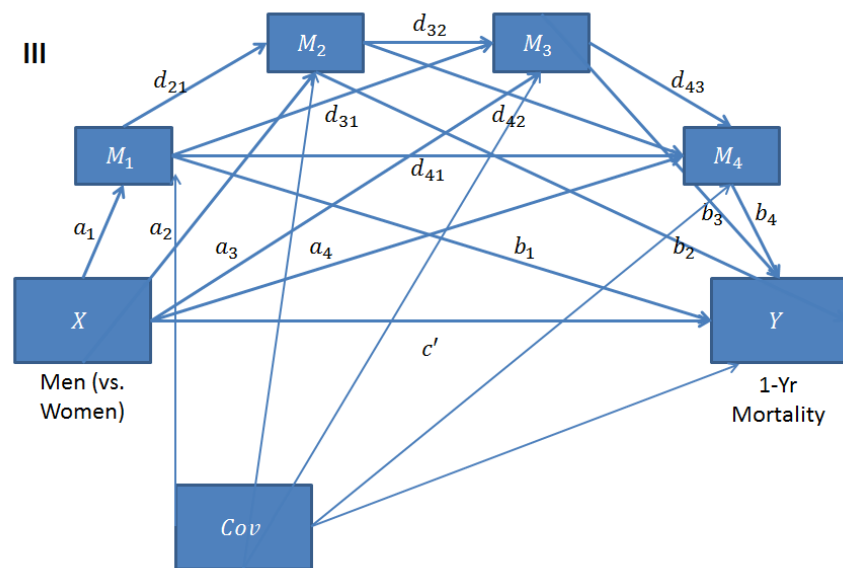 III
M₂
d₃₂
M₃
d₂₁
d₄₃
d₃₁
d₄₂
M₁
M₄
d₄₁
a₁
a₂
a₃
a₄
b₁
b₂
b₃
b₄
X
Y
c′
Men (vs.
Women)
1-Yr
Mortality
Cov